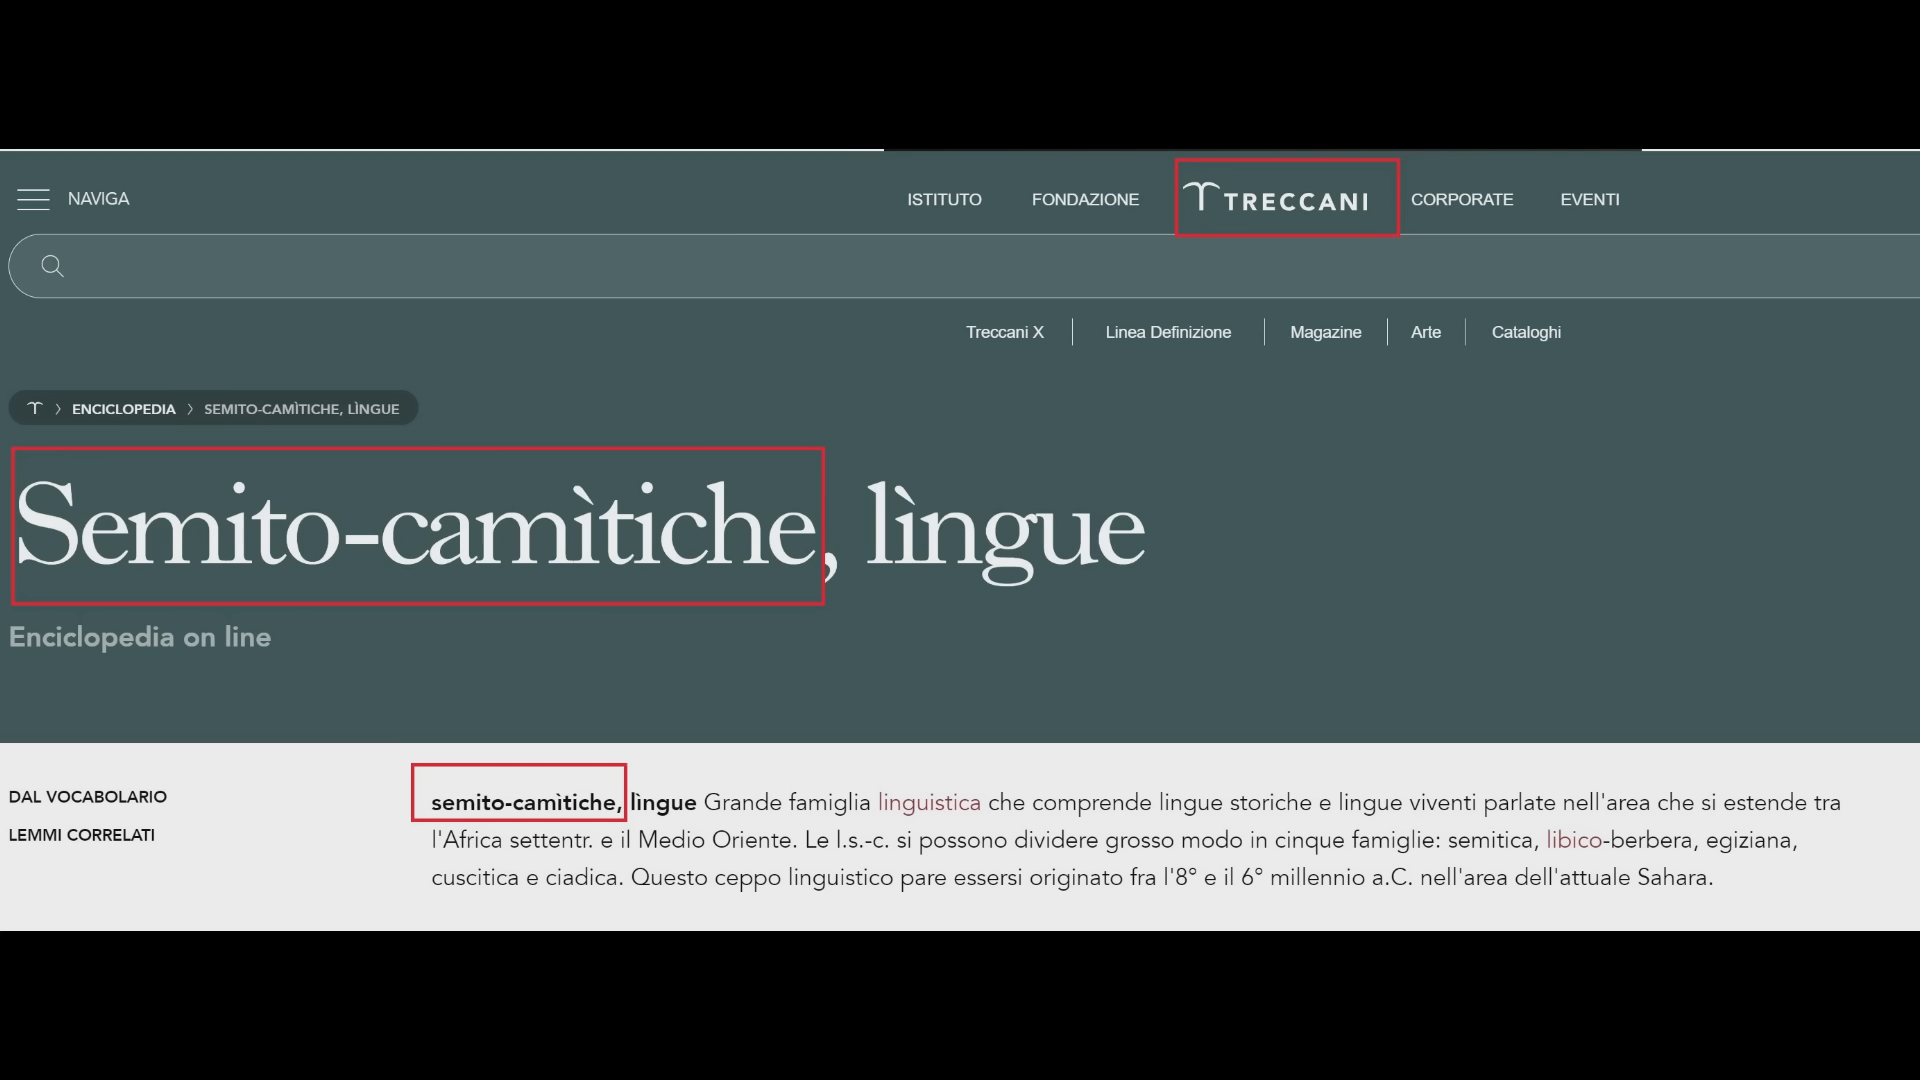 NAVIGA
ISTITUTO FONDAZIONE TRECCANI CORPORATE EVENTI
Treccani X Linea Definizione Magazine Arte Cataloghi
ENCICLOPEDIA > SEMITO-CAMÌTICHE, LÌNGUE
Semito-camìtiche, lìngue
Enciclopedia on line
DAL VOCABOLARIO
LEMMI CORRELATI
semito-camìtiche, lìngue Grande famiglia linguistica che comprende lingue storiche e lingue viventi parlate nell'area che si estende tra
l'Africa settentr. e il Medio Oriente. Le l.s.-c. si possono dividere grosso modo in cinque famiglie: semitica, libico-berbera, egiziana,
cuscitica e ciadica. Questo ceppo linguistico pare essersi originato fra l'8° e il 6° millennio a.C. nell'area dell'attuale Sahara.